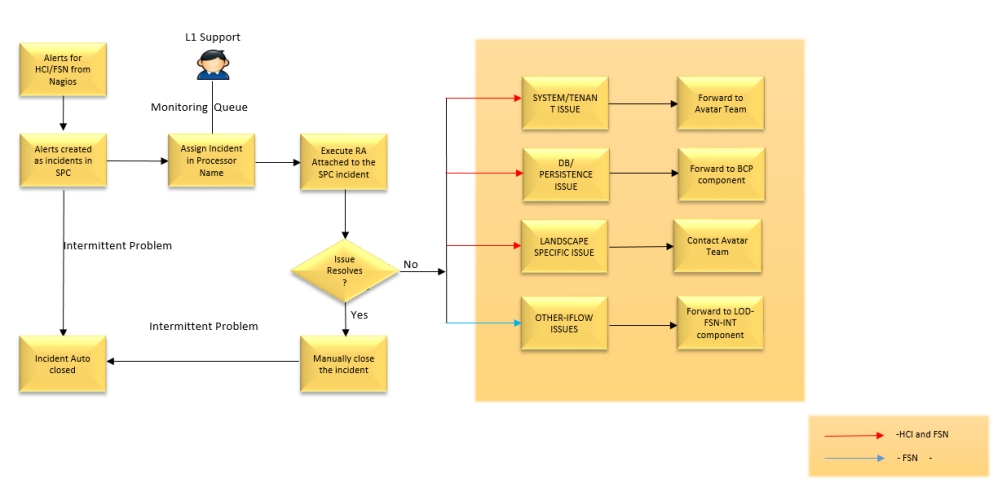 L1 Support
Alerts for
HCI/FSN from
Nagios
Monitoring Queue
Alerts created
as incidents in
SPC
Assign Incident
in Processor
Name
Execute RA
Attached to the
SPC incident
Intermittent Problem
Issue
Resolves
?
No
Yes
Intermittent Problem
Incident Auto
closed
Manually close
the incident
SYSTEM/TENAN
T ISSUE
Forward to
Avatar Team
DB/
PERSISTENCE
ISSUE
Forward to BCP
component
LANDSCAPE
SPECIFIC ISSUE
Contact Avatar
Team
OTHER-IFLOW
ISSUES
Forward to LOD-
FSN-INT
component
-HCI and FSN
- FSN -